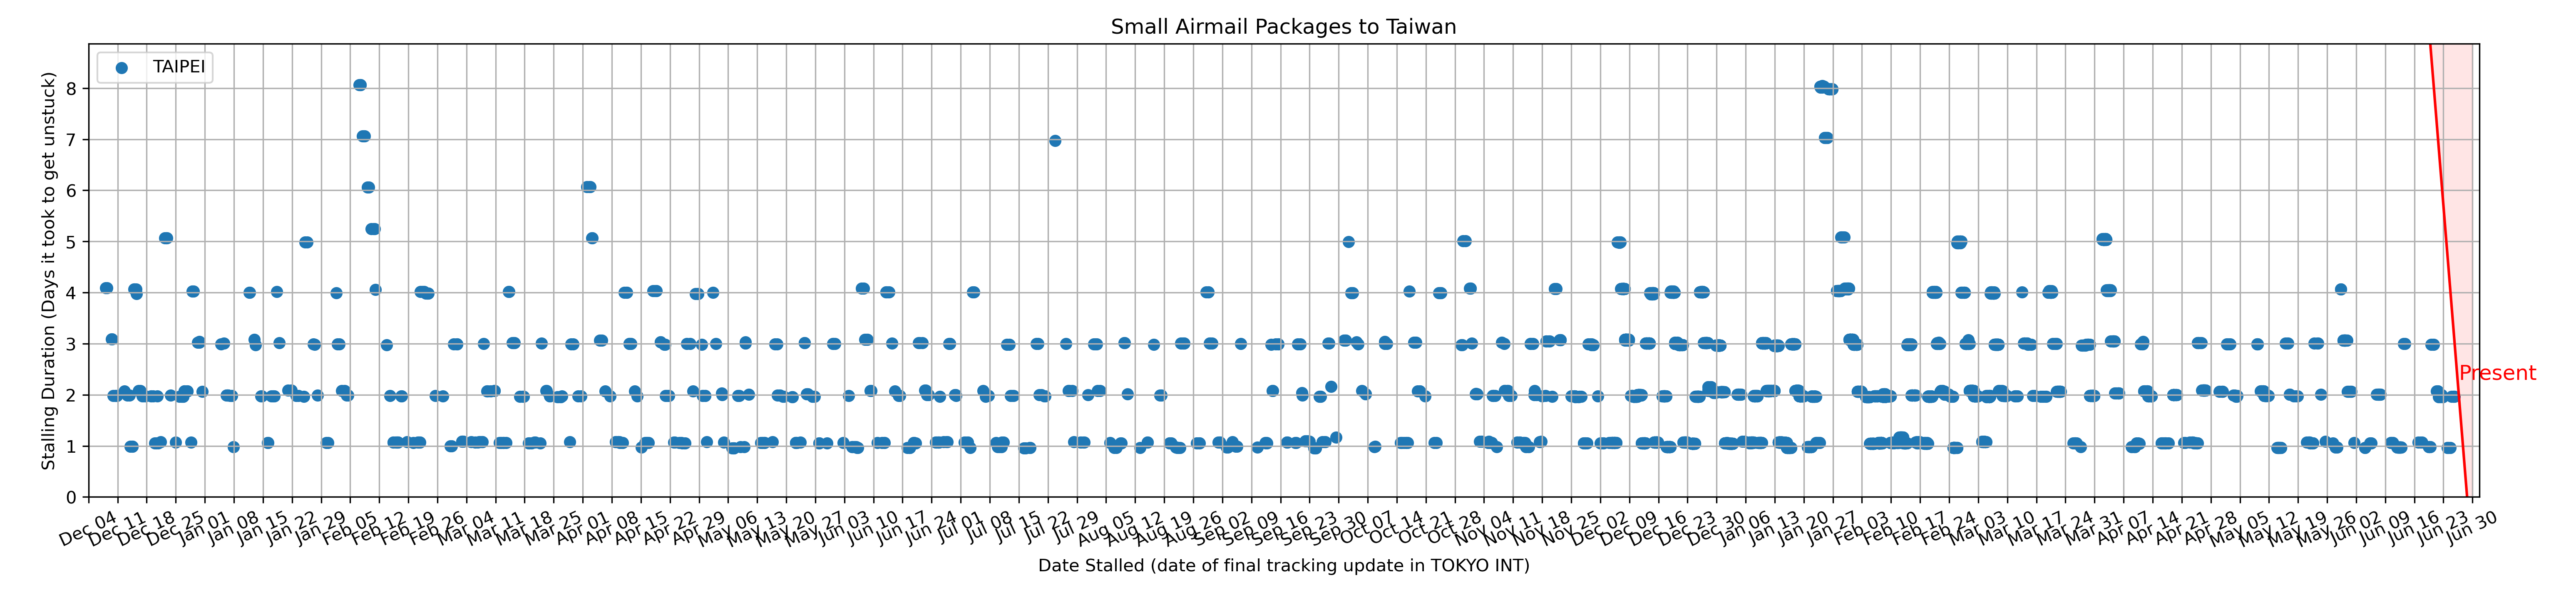 Small Airmail Packages to Taiwan
TAIPEI
Stalling Duration (Days it took to get unstuck)
8
7
6
5
4
3
2
1
0
Present
Dec 04
Dec 11
Dec 18
Dec 25
Jan 01
Jan 08
Jan 15
Jan 22
Jan 29
Feb 05
Feb 12
Feb 19
Feb 26
Mar 04
Mar 11
Mar 18
Mar 25
Apr 01
Apr 08
Apr 15
Apr 22
Apr 29
May 06
May 13
May 20
May 27
Jun 03
Jun 10
Jun 17
Jun 24
Jul 01
Jul 08
Jul 15
Jul 22
Jul 29
Aug 05
Aug 12
Aug 19
Aug 26
Sep 02
Sep 09
Sep 16
Sep 23
Sep 30
Oct 07
Oct 14
Oct 21
Oct 28
Nov 04
Nov 11
Nov 18
Nov 25
Dec 02
Dec 09
Dec 16
Dec 23
Dec 30
Jan 06
Jan 13
Jan 20
Jan 27
Feb 03
Feb 10
Feb 17
Feb 24
Mar 03
Mar 10
Mar 17
Mar 24
Mar 31
Apr 07
Apr 14
Apr 21
Apr 28
May 05
May 12
May 19
May 26
Jun 02
Jun 09
Jun 16
Jun 23
Jun 30
Date Stalled (date of final tracking update in TOKYO INT)